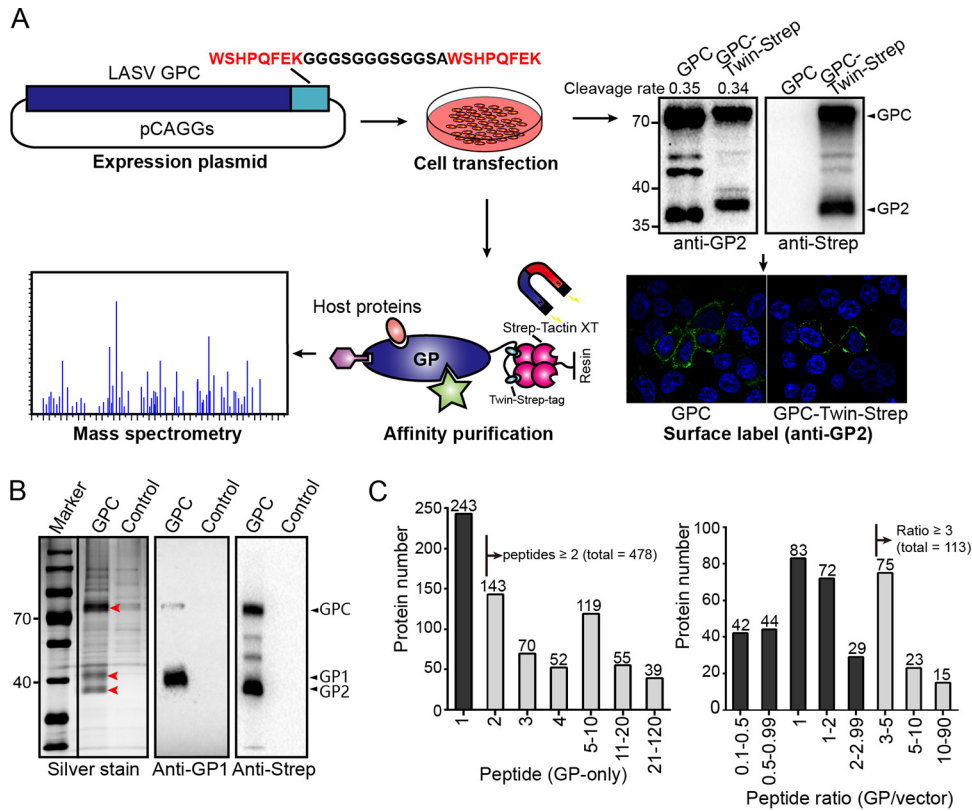 A
WSHPQFEKGGGSGGGSGGSAWSHPQFEK
LASV GPC
pCAGGs
Expression plasmid
Cell transfection
GPC
GPC-
Twin-Strep
GPC
GPC-
Twin-Strep
Cleavage rate 0.35 0.34
70
40
35
GPC
GP2
anti-GP2
anti-Strep
Host proteins
GP
Strep-Tactin XT
Resin
Twin-Strep-tag
Mass spectrometry
Affinity purification
GPC
GPC-Twin-Strep
Surface label (anti-GP2)
B
Marker
GPC
Control
GPC
Control
GPC
Control
70
40
GPC
GP1
GP2
Silver stain
Anti-GP1
Anti-Strep
C
Protein number
250
200
150
100
50
0
243
143
70
52
119
55
39
peptides ≥ 2 (total = 478)
1-
2-
3-
4-
5-10
11-20
21-120
Peptide (GP-only)
Protein number
100
80
60
40
20
0
42
44
83
72
29
75
23
15
Ratio ≥ 3
(total = 113)
0.1-0.5
0.5-0.99
1
1-2
2-2.99
3-5
5-10
10-90
Peptide ratio (GP/vector)